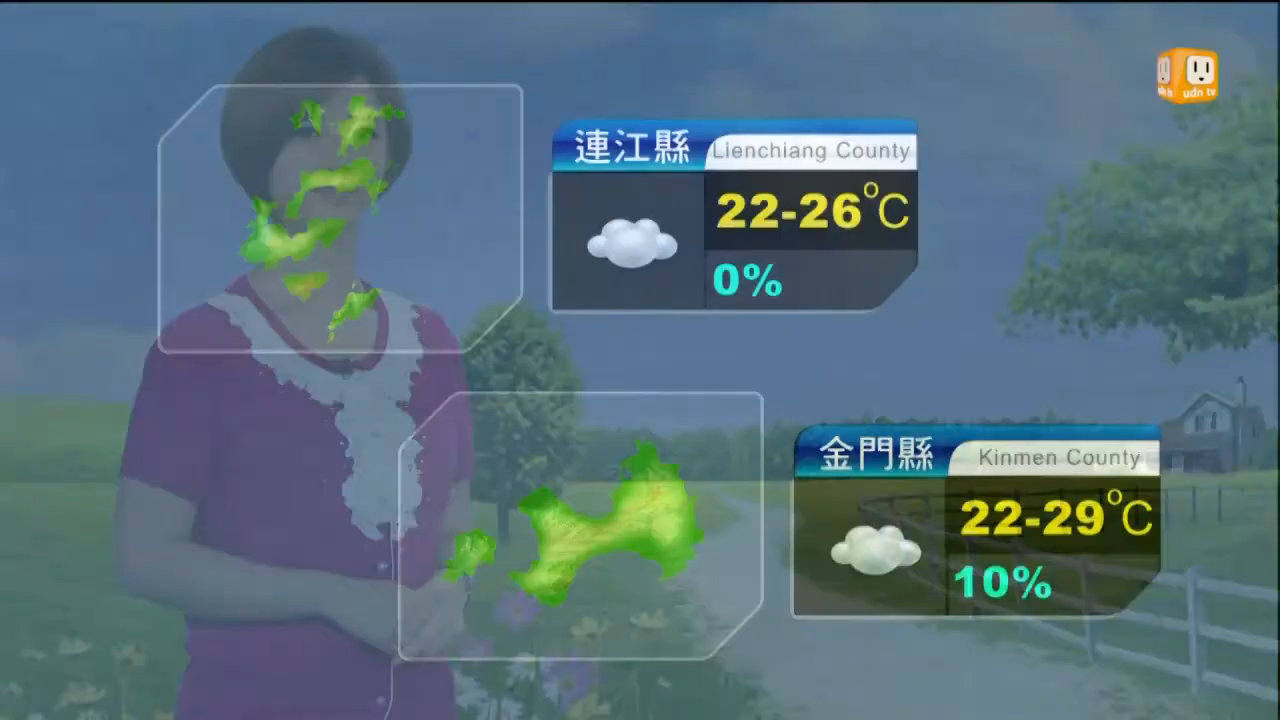 udn tv
連江縣
Lienchiang County
22-26°C
0%
金門縣
Kinmen County
22-29°C
10%